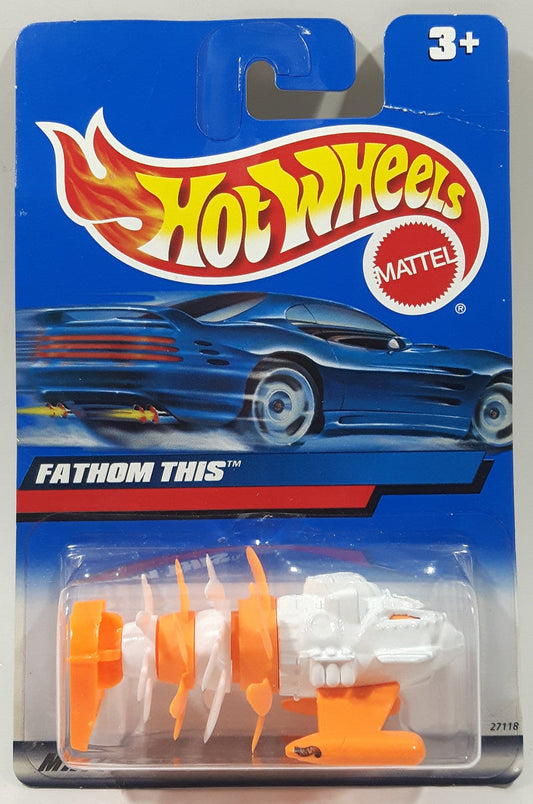 3+
HOT WHEELS
MATTEL
®
FATHOM THIS™
27118